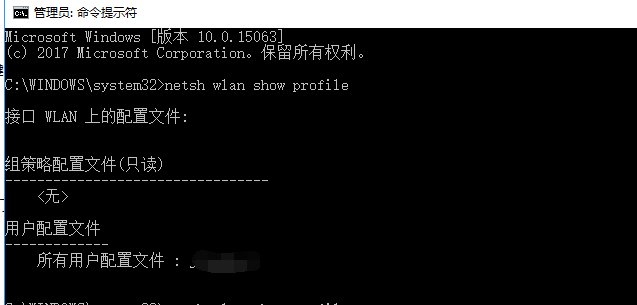 管理员: 命令提示符
Microsoft Windows [版本 10.0.15063]
(c) 2017 Microsoft Corporation。保留所有权利。
C:\WINDOWS\system32>netsh wlan show profile
接口 WLAN 上的配置文件:
组策略配置文件(只读)
---------------------------------
<无>
用户配置文件
-------------
所有用户配置文件 :